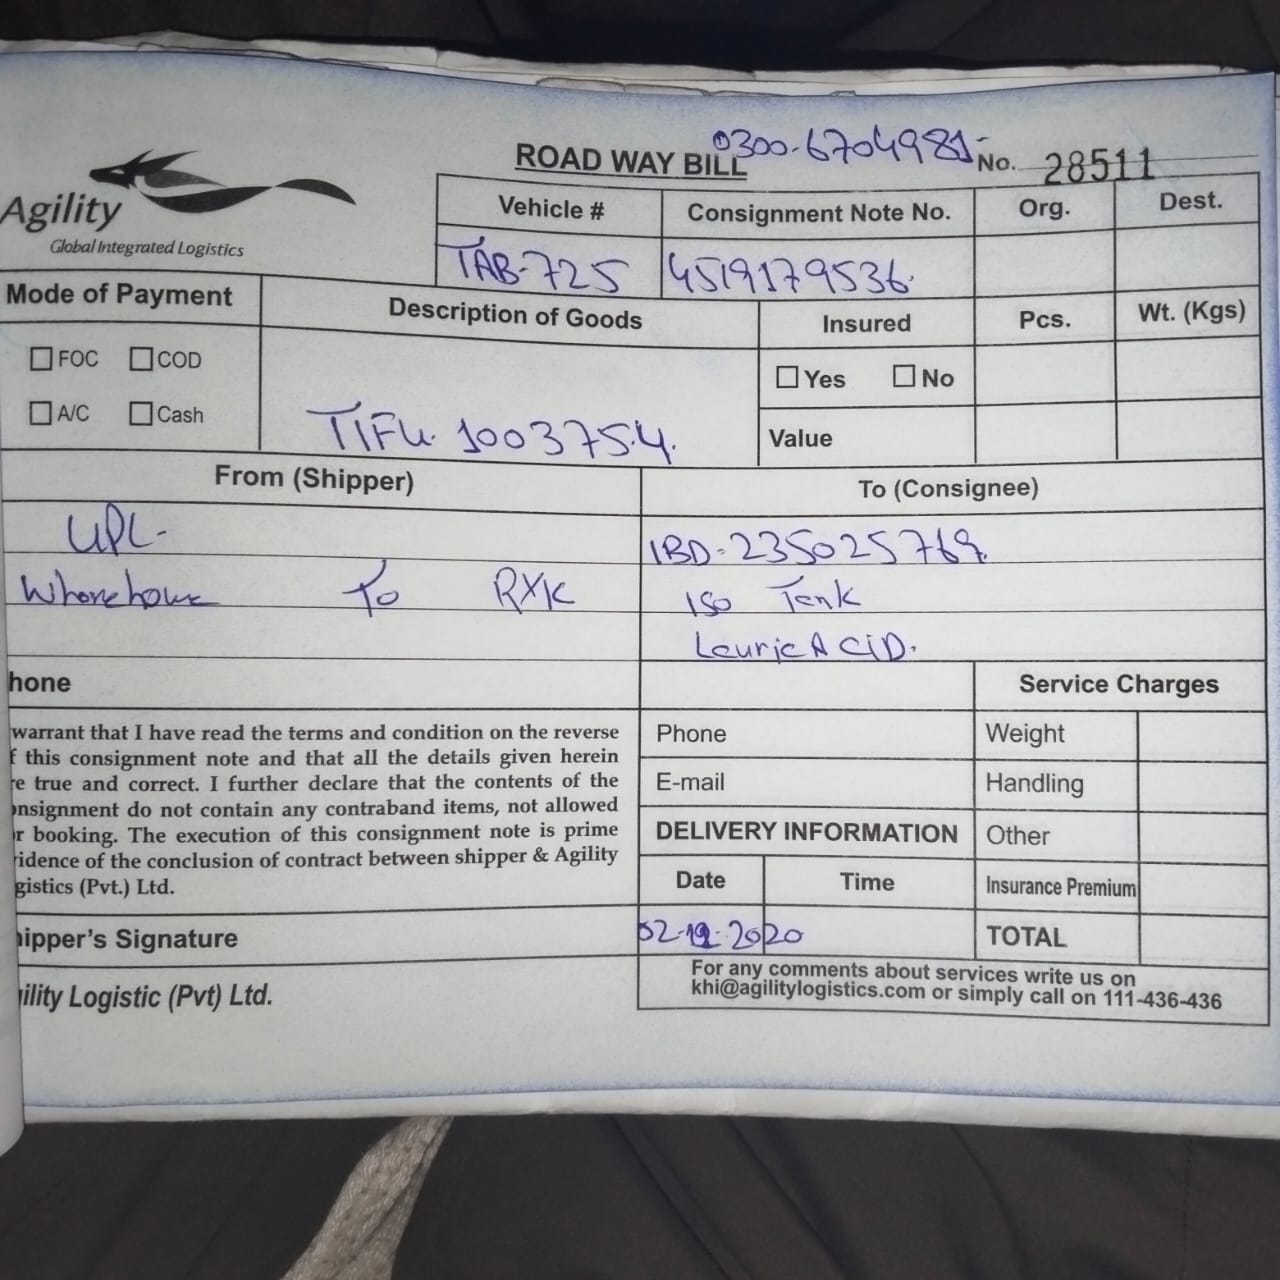 0300-6704981
ROAD WAY BILL
No. 28511
Agility
Global Integrated Logistics
Vehicle # Consignment Note No. Org. Dest.
TAB-725 4519179536
Mode of Payment Description of Goods Insured Pcs. Wt. (Kgs)
FOC COD Yes No
A/C Cash TIFU. 100375.4. Value
From (Shipper) To (Consignee)
UPL- IBD-235025769
To RXK ISO Tenk
LauricACID.
hone Service Charges
warrant that I have read the terms and condition on the reverse
f this consignment note and that all the details given herein
re true and correct. I further declare that the contents of the
onsignment do not contain any contraband items, not allowed
or booking. The execution of this consignment note is prime
vidence of the conclusion of contract between shipper & Agility
gistics (Pvt.) Ltd.
Phone Weight
E-mail Handling
DELIVERY INFORMATION Other
Date Time Insurance Premium
hipper's Signature 02-12-2020 TOTAL
gility Logistic (Pvt) Ltd.
For any comments about services write us on
khi@agilitylogistics.com or simply call on 111-436-436